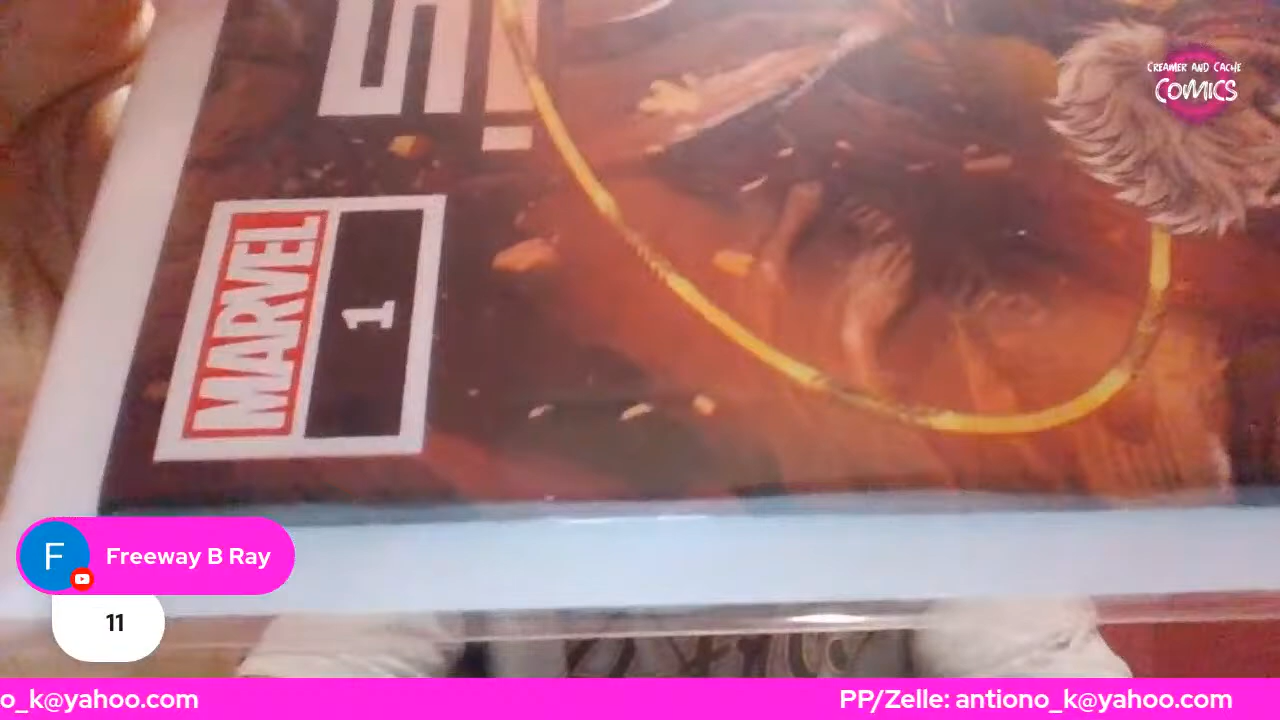 CREAMER AND CACHE
COMICS
MARVEL
1
F
Freeway B Ray
11
o_k@yahoo.com
PP/Zelle: antiono_k@yahoo.com